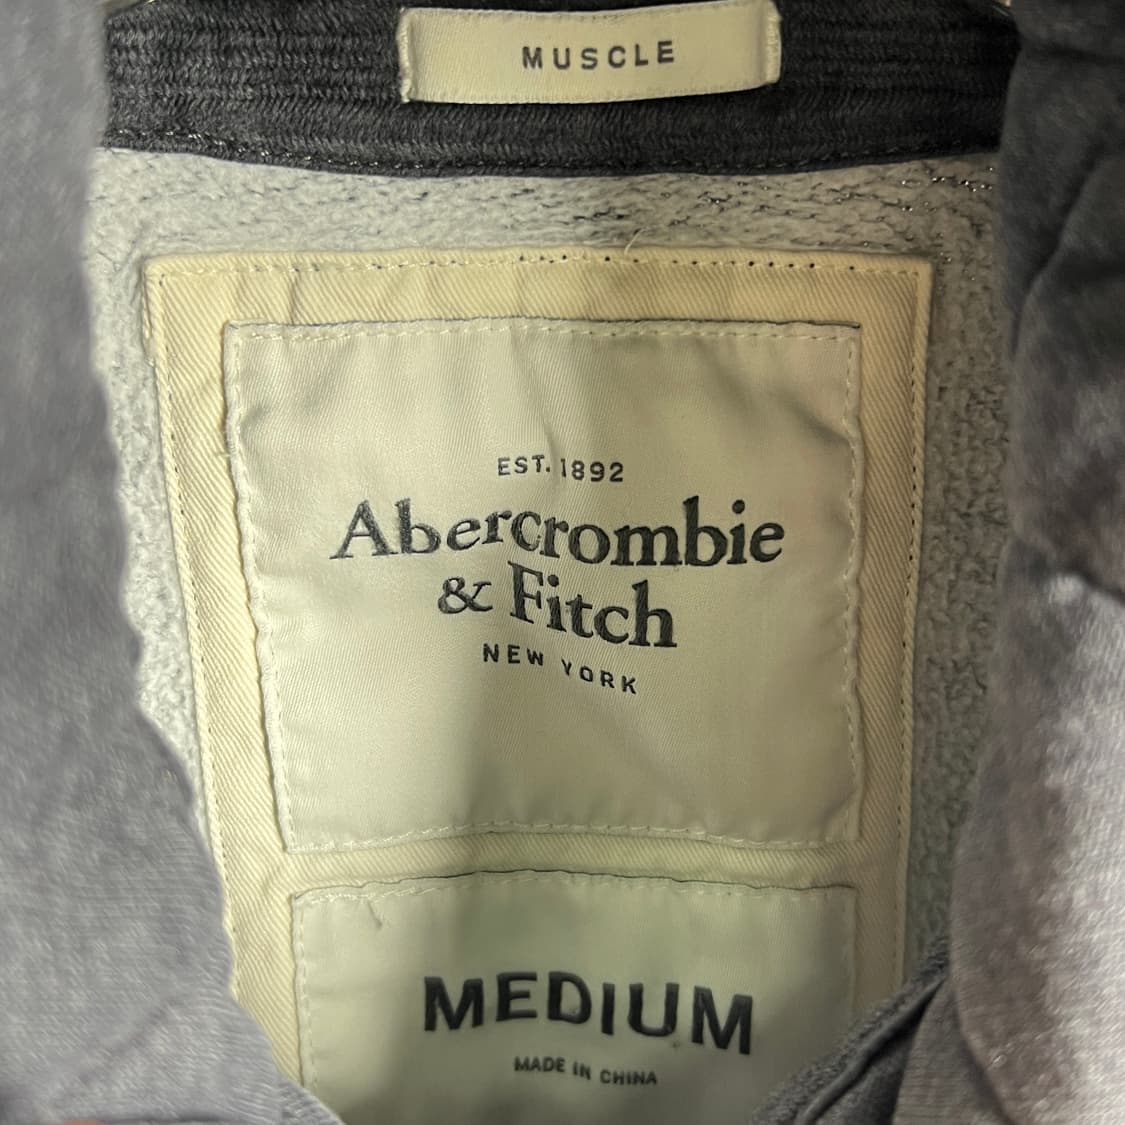 MUSCLE
EST. 1892
Abercrombie
& Fitch
NEW YORK
MEDIUM
MADE IN CHINA